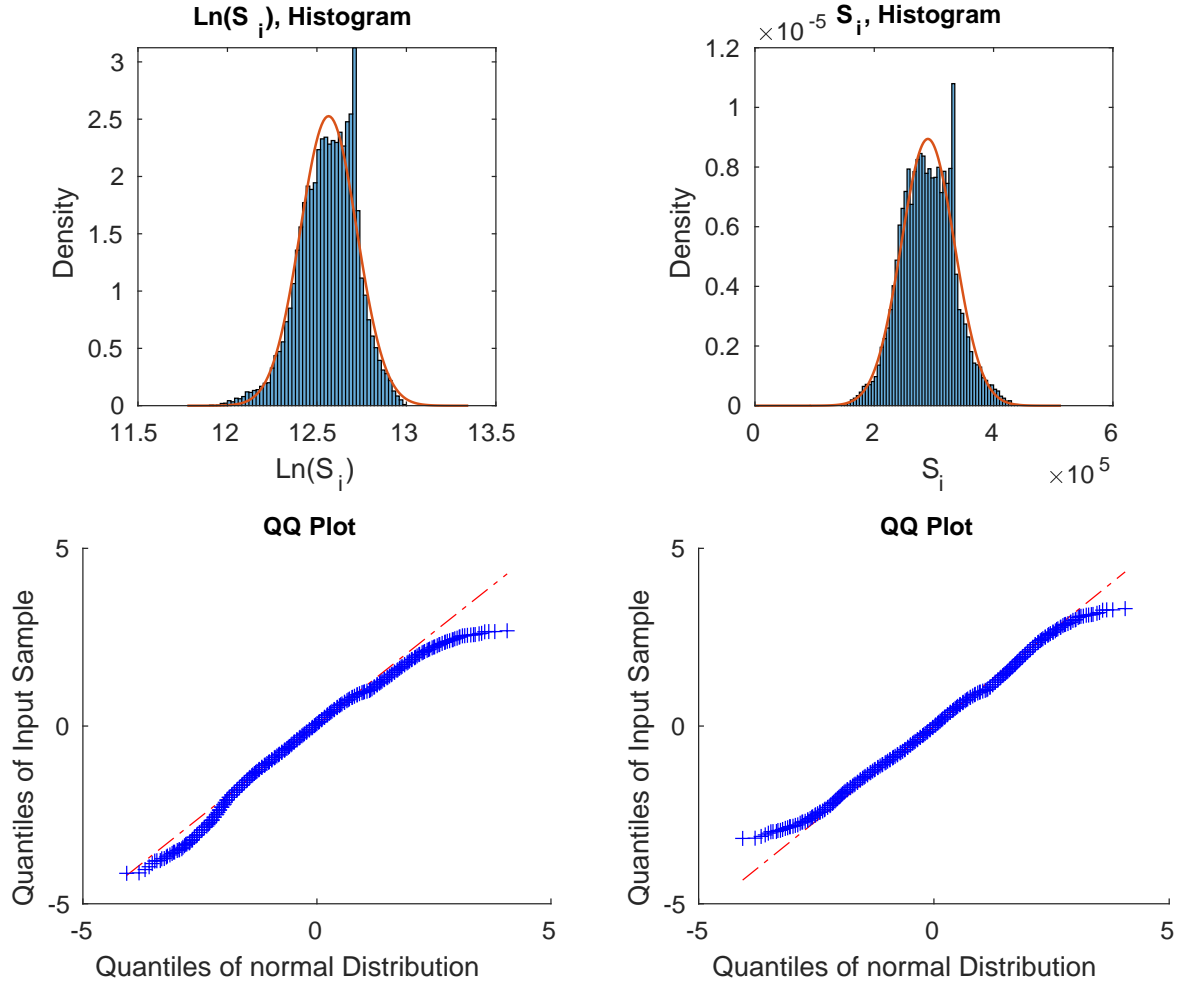 Ln(S_i), Histogram
3
2.5
2
1.5
1
0.5
0
Density
11.5 12 12.5 13 13.5
Ln(S_i)
S_i, Histogram
×10^-5
1.2
1
0.8
0.6
0.4
0.2
0
Density
0 2 4 6
×10^5
S_i
QQ Plot
5
0
-5
Quantiles of Input Sample
-5 0 5
Quantiles of normal Distribution
QQ Plot
5
0
-5
Quantiles of Input Sample
-5 0 5
Quantiles of normal Distribution